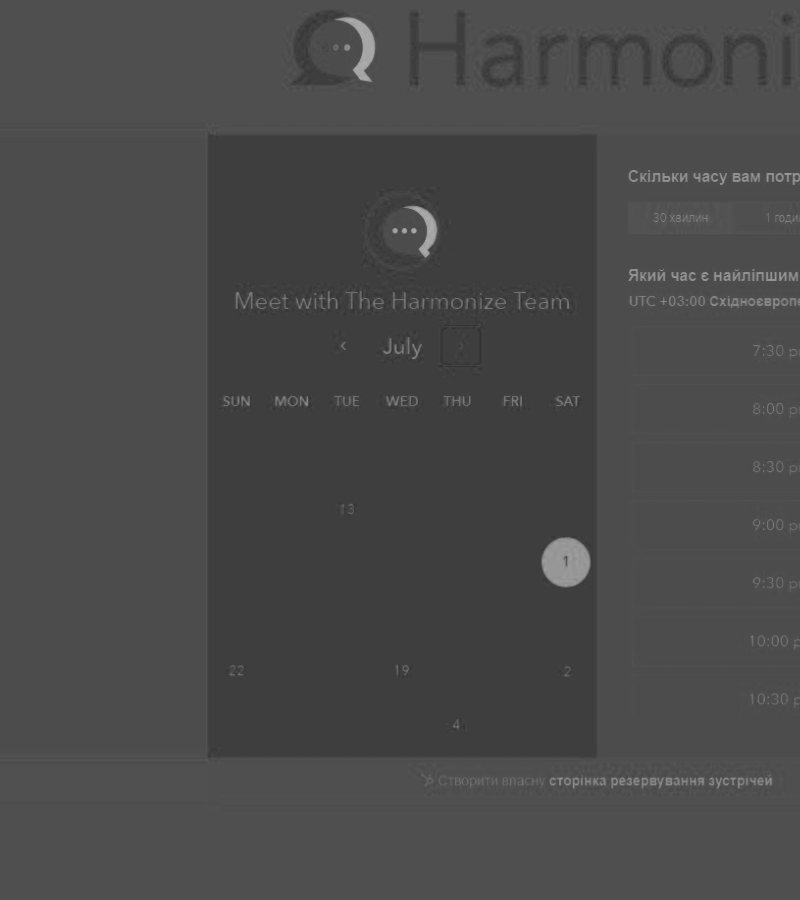 Harmoni
Meet with The Harmonize Team
July
SUN MON TUE WED THU FRI SAT
13
1
22 19 2
4
Скільки часу вам потр
30 хвилин 1 годи
Який час є найліпшим
UTC +03:00 Східноєвропе
7:30 p
8:00 p
8:30 p
9:00 p
9:30 p
10:00 p
10:30 p
Створити власну сторінка резервування зустрічей